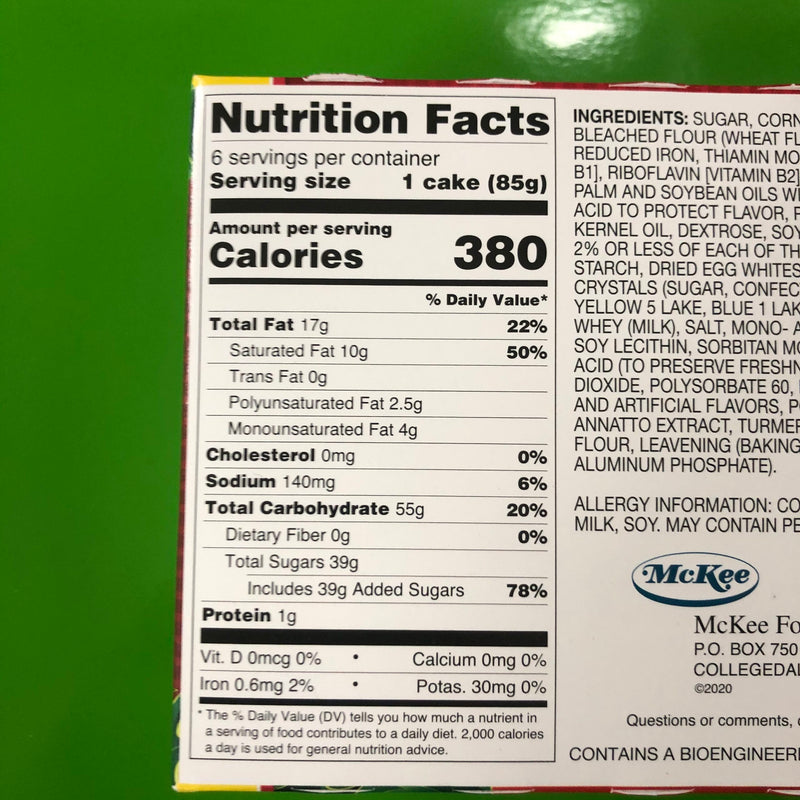 Nutrition Facts
6 servings per container
Serving size 1 cake (85g)
Amount per serving
Calories 380
% Daily Value*
Total Fat 17g 22%
Saturated Fat 10g 50%
Trans Fat 0g
Polyunsaturated Fat 2.5g
Monounsaturated Fat 4g
Cholesterol 0mg 0%
Sodium 140mg 6%
Total Carbohydrate 55g 20%
Dietary Fiber 0g 0%
Total Sugars 39g
Includes 39g Added Sugars 78%
Protein 1g
Vit. D 0mcg 0% • Calcium 0mg 0%
Iron 0.6mg 2% • Potas. 30mg 0%
* The % Daily Value (DV) tells you how much a nutrient in
a serving of food contributes to a daily diet. 2,000 calories
a day is used for general nutrition advice.
INGREDIENTS: SUGAR, CORN
BLEACHED FLOUR (WHEAT FL
REDUCED IRON, THIAMIN MO
B1], RIBOFLAVIN [VITAMIN B2]
PALM AND SOYBEAN OILS WI
ACID TO PROTECT FLAVOR, P
KERNEL OIL, DEXTROSE, SOY
2% OR LESS OF EACH OF TH
STARCH, DRIED EGG WHITES
CRYSTALS (SUGAR, CONFEC
YELLOW 5 LAKE, BLUE 1 LAK
WHEY (MILK), SALT, MONO- A
SOY LECITHIN, SORBITAN MO
ACID (TO PRESERVE FRESHN
DIOXIDE, POLYSORBATE 60,
AND ARTIFICIAL FLAVORS, PO
ANNATTO EXTRACT, TURMER
FLOUR, LEAVENING (BAKING
ALUMINUM PHOSPHATE).
ALLERGY INFORMATION: CO
MILK, SOY. MAY CONTAIN PE
McKee
McKee Fo
P.O. BOX 750
COLLEGEDAL
©2020
Questions or comments,
CONTAINS A BIOENGINEERE